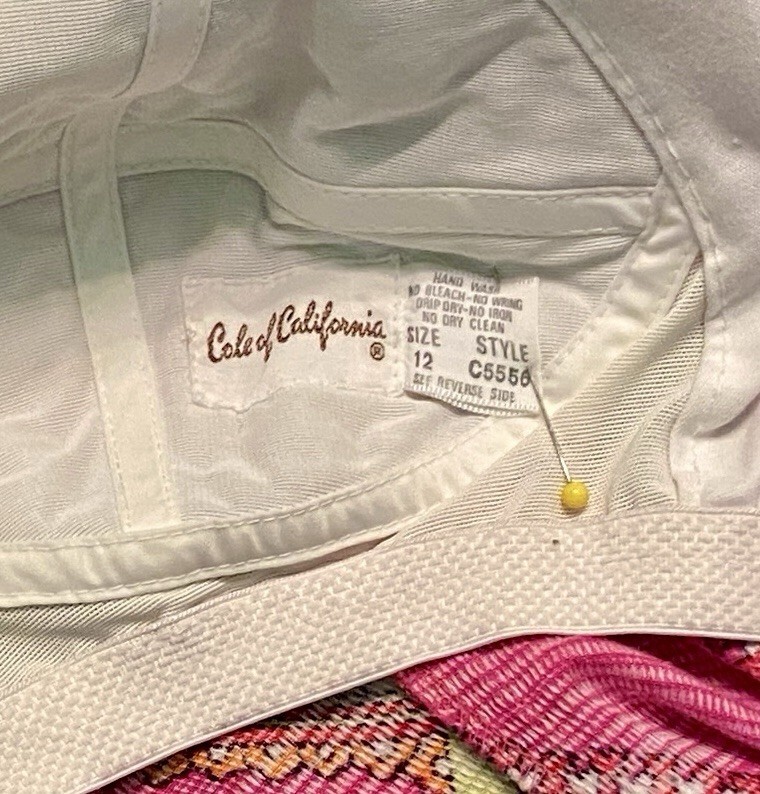 Cole of California
®
HAND WASH
NO BLEACH-NO WRING
DRIP DRY-NO IRON
NO DRY CLEAN
SIZE STYLE
12 C5556
SEE REVERSE SIDE